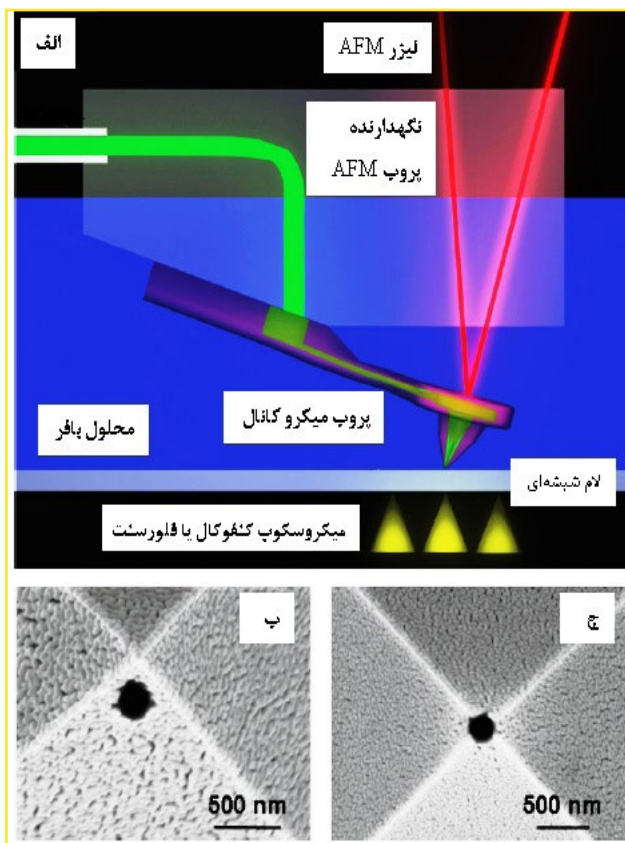 الف
لیزر AFM
نگهدارنده
پروب AFM
پروب میکرو کانال
محلول بافر
لام شیشه‌ای
میکروسکوپ کنفوکال یا فلورسنت
ب
ج
500 nm
500 nm